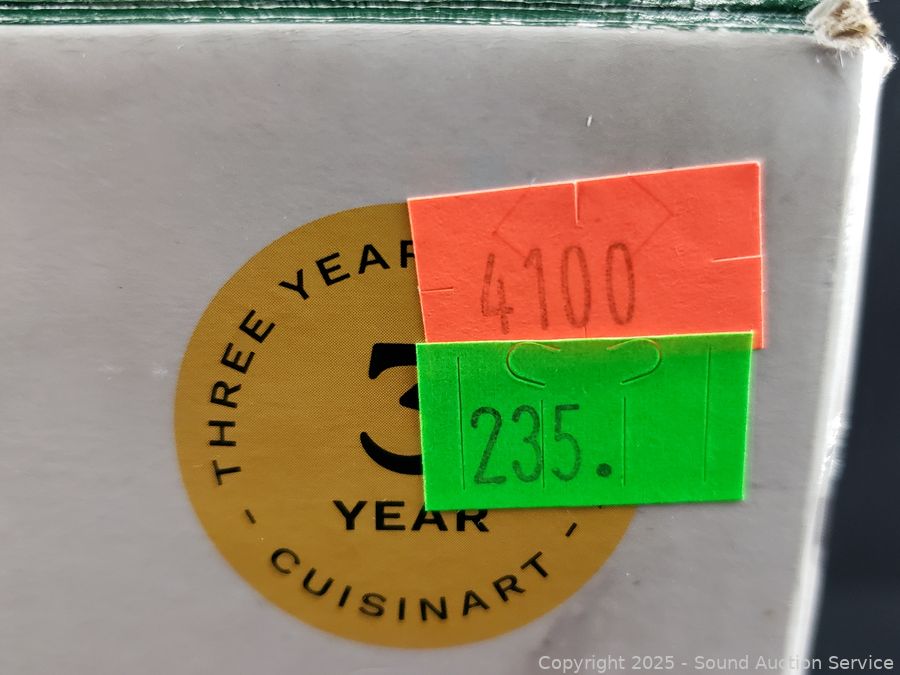 THREE YEAR
3
YEAR
- CUISINART -
4100
235.
Copyright 2025 - Sound Auction Service